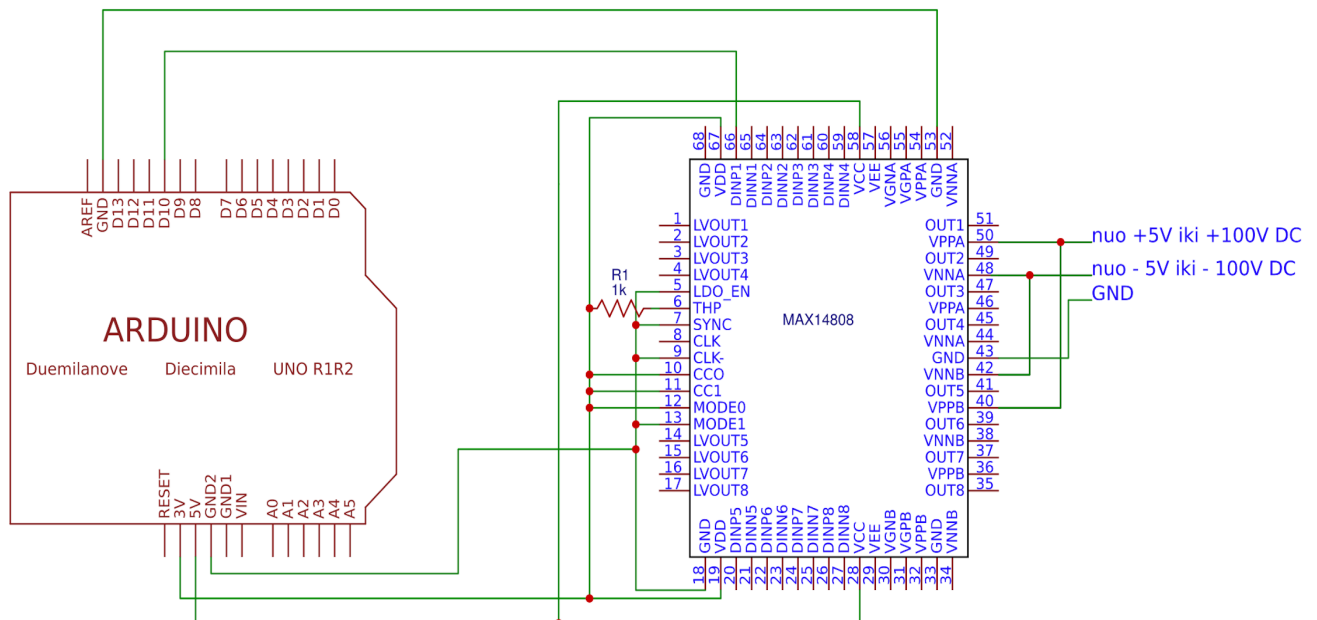 68 67 66 65 64 63 62 61 60 59 58 57 56 55 54 53 52
GND VDD DINP1 DINN1 DINP2 DINN2 DINP3 DINN3 DINP4 DINN4 VCC VEE VGNA VGPA VPPA GND VNNA
AREF GND D13 D12 D11 D10 D9 D8 D7 D6 D5 D4 D3 D2 D1 D0
ARDUINO
Duemilanove Diecimila UNO R1R2
RESET 3V 5V GND2 GND1 VIN A0 A1 A2 A3 A4 A5
R1
1k
1 LVOUT1
2 LVOUT2
3 LVOUT3
4 LVOUT4
5 LDO_EN
6 THP
7 SYNC
8 CLK
9 CLK-
10 CCO
11 CC1
12 MODE0
13 MODE1
14 LVOUT5
15 LVOUT6
16 LVOUT7
17 LVOUT8
MAX14808
OUT1 51
VPPA 50
OUT2 49
VNNA 48
OUT3 47
VPPA 46
OUT4 45
VNNA 44
GND 43
VNNB 42
OUT5 41
VPPB 40
OUT6 39
VNNB 38
OUT7 37
VPPB 36
OUT8 35
nuo +5V iki +100V DC
nuo - 5V iki - 100V DC
GND
GND VDD DINP5 DINN5 DINP6 DINN6 DINP7 DINN7 DINP8 DINN8 VCC VEE VGNB VGPB VPPB GND VNNB
18 19 20 21 22 23 24 25 26 27 28 29 30 31 32 33 34